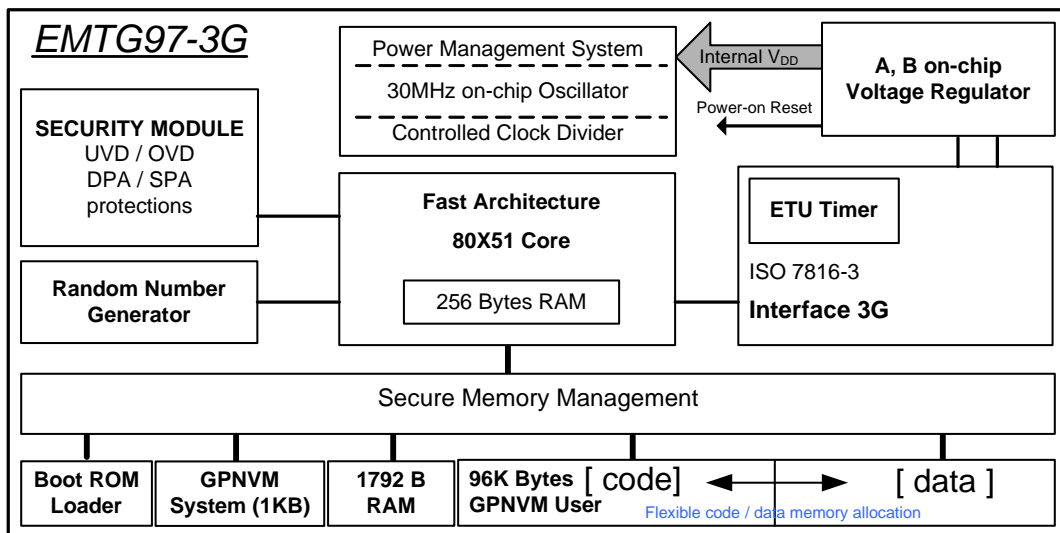 EMTG97-3G
Power Management System
30MHz on-chip Oscillator
Controlled Clock Divider
Internal VDD
Power-on Reset
A, B on-chip
Voltage Regulator
SECURITY MODULE
UVD / OVD
DPA / SPA
protections
Fast Architecture
80X51 Core
256 Bytes RAM
ETU Timer
ISO 7816-3
Interface 3G
Random Number
Generator
Secure Memory Management
Boot ROM
Loader
GPNVM
System (1KB)
1792 B
RAM
96K Bytes
GPNVM User
[ code]
[ data ]
Flexible code / data memory allocation